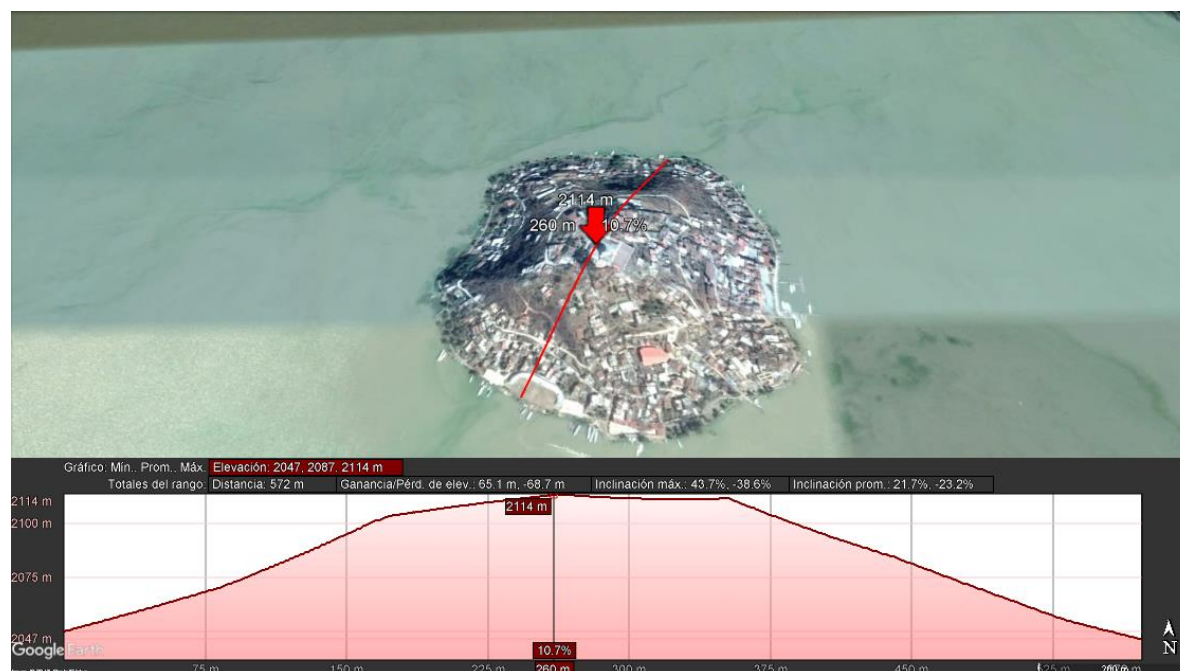 2114 m
260 m 10.7%
Gráfico: Mín., Prom., Máx. Elevación: 2047, 2087, 2114 m
Totales del rango: Distancia: 572 m Ganancia/Pérd. de elev.: 65.1 m, -68.7 m Inclinación máx.: 43.7%, -38.6% Inclinación prom.: 21.7%, -23.2%
2114 m
2114 m
2100 m
2075 m
2047 m
Google Earth
10.7%
N
75 m 150 m 225 m 260 m 300 m 375 m 450 m